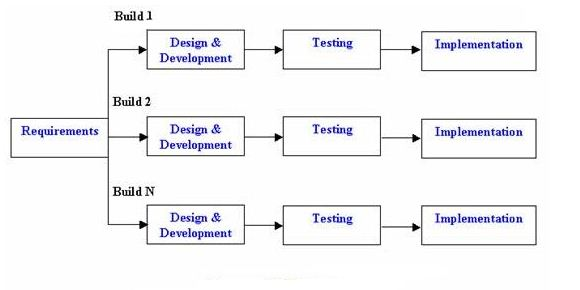 Build 1
Design &
Development
Testing
Implementation
Build 2
Requirements
Design &
Development
Testing
Implementation
Build N
Design &
Development
Testing
Implementation